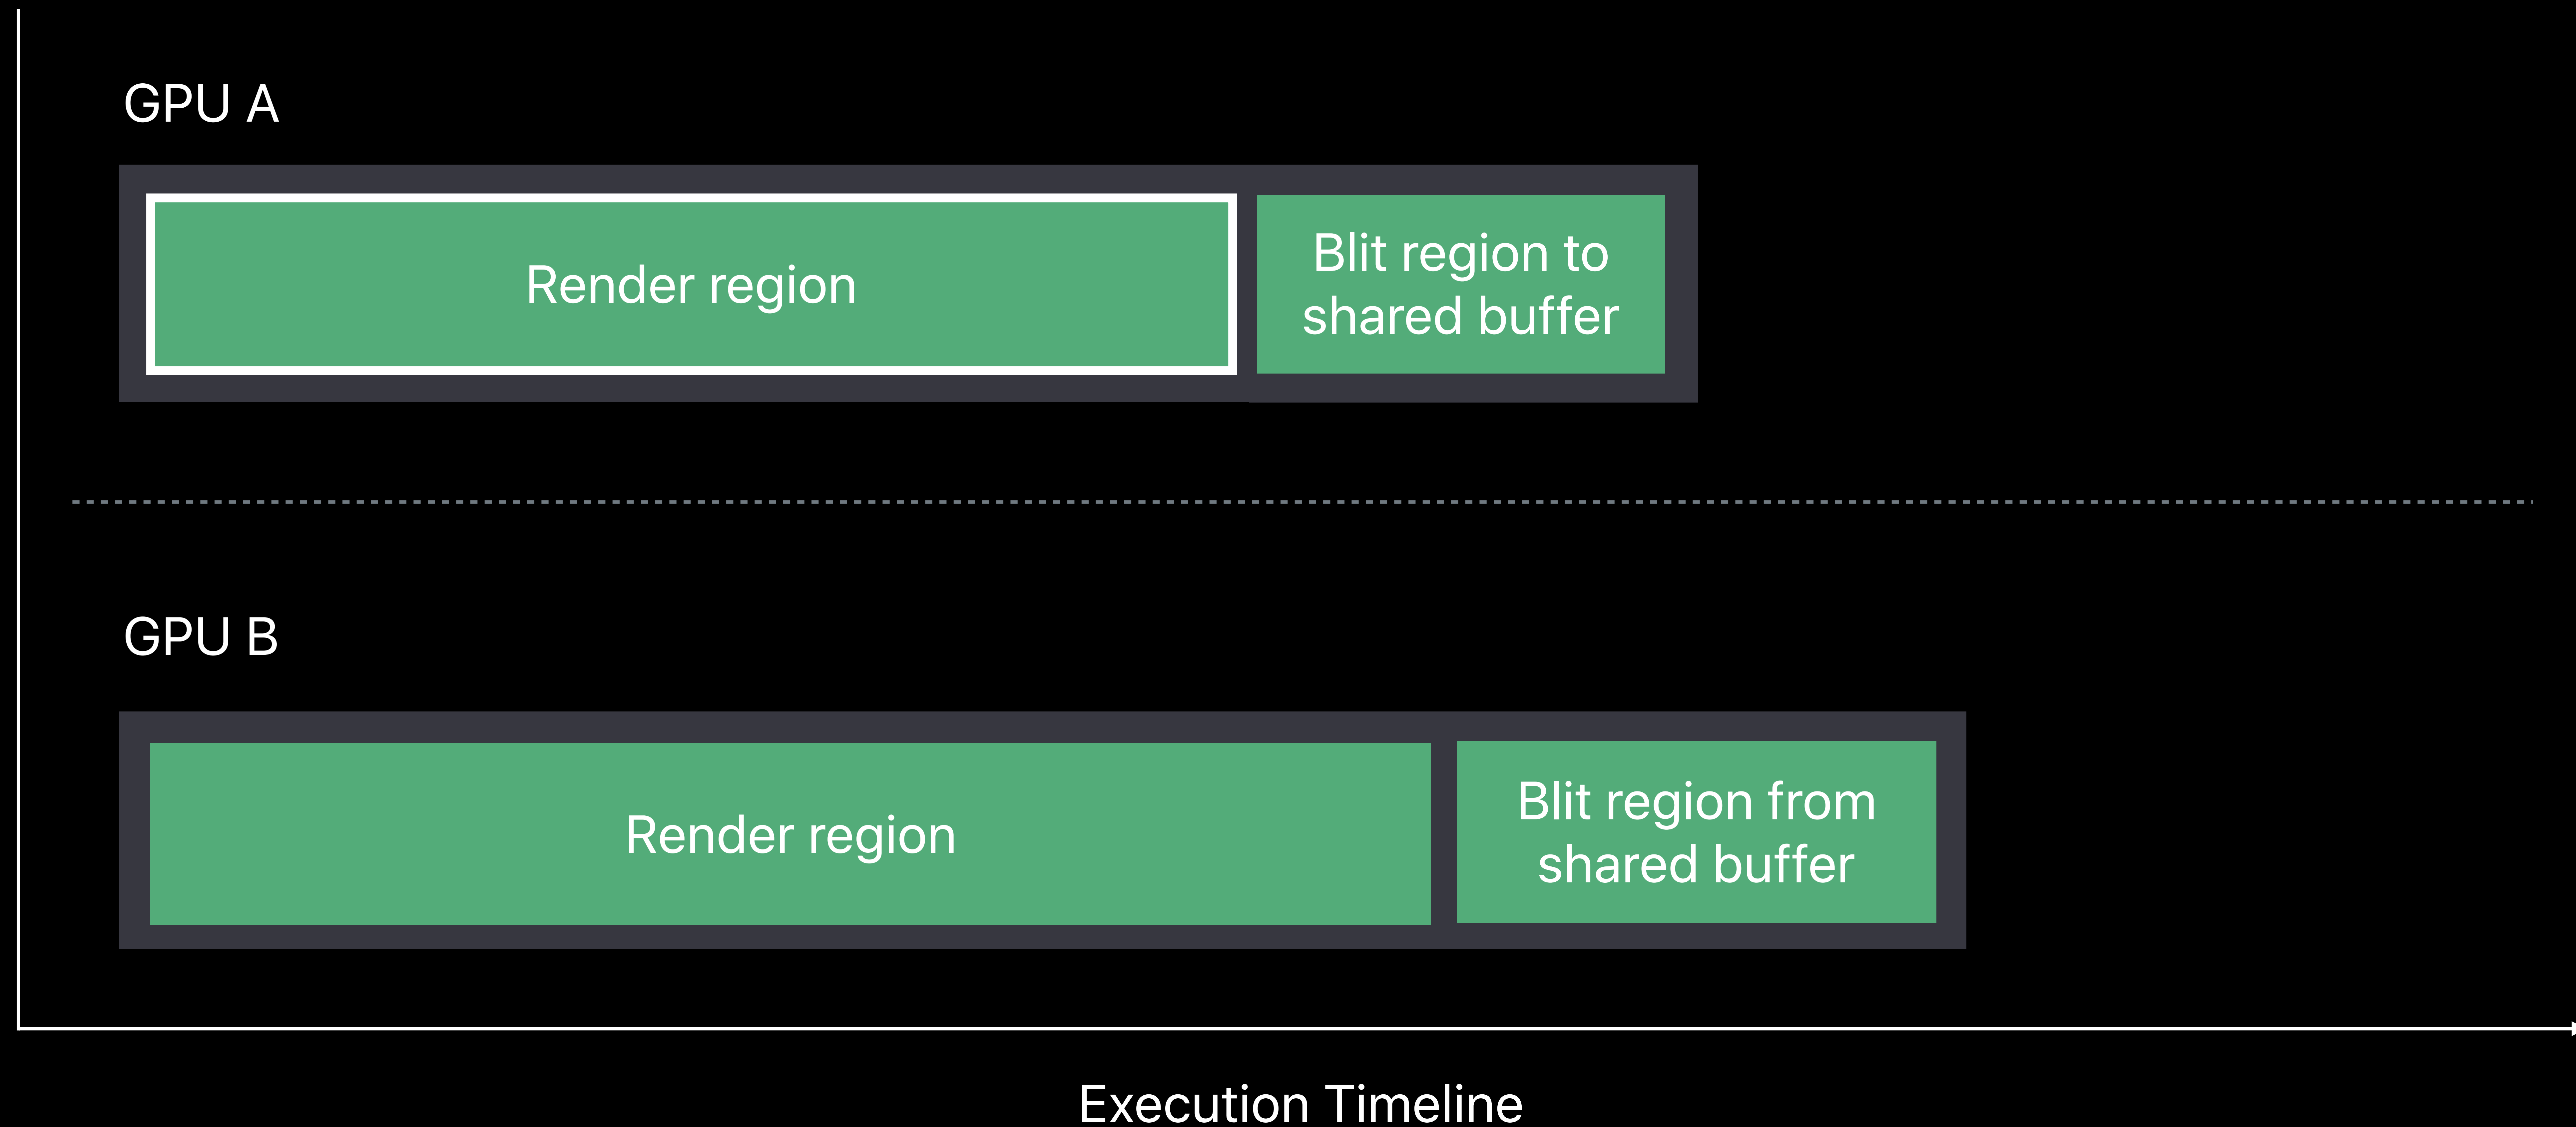 GPU A
Render region
Blit region to
shared buffer
GPU B
Render region
Blit region from
shared buffer
Execution Timeline